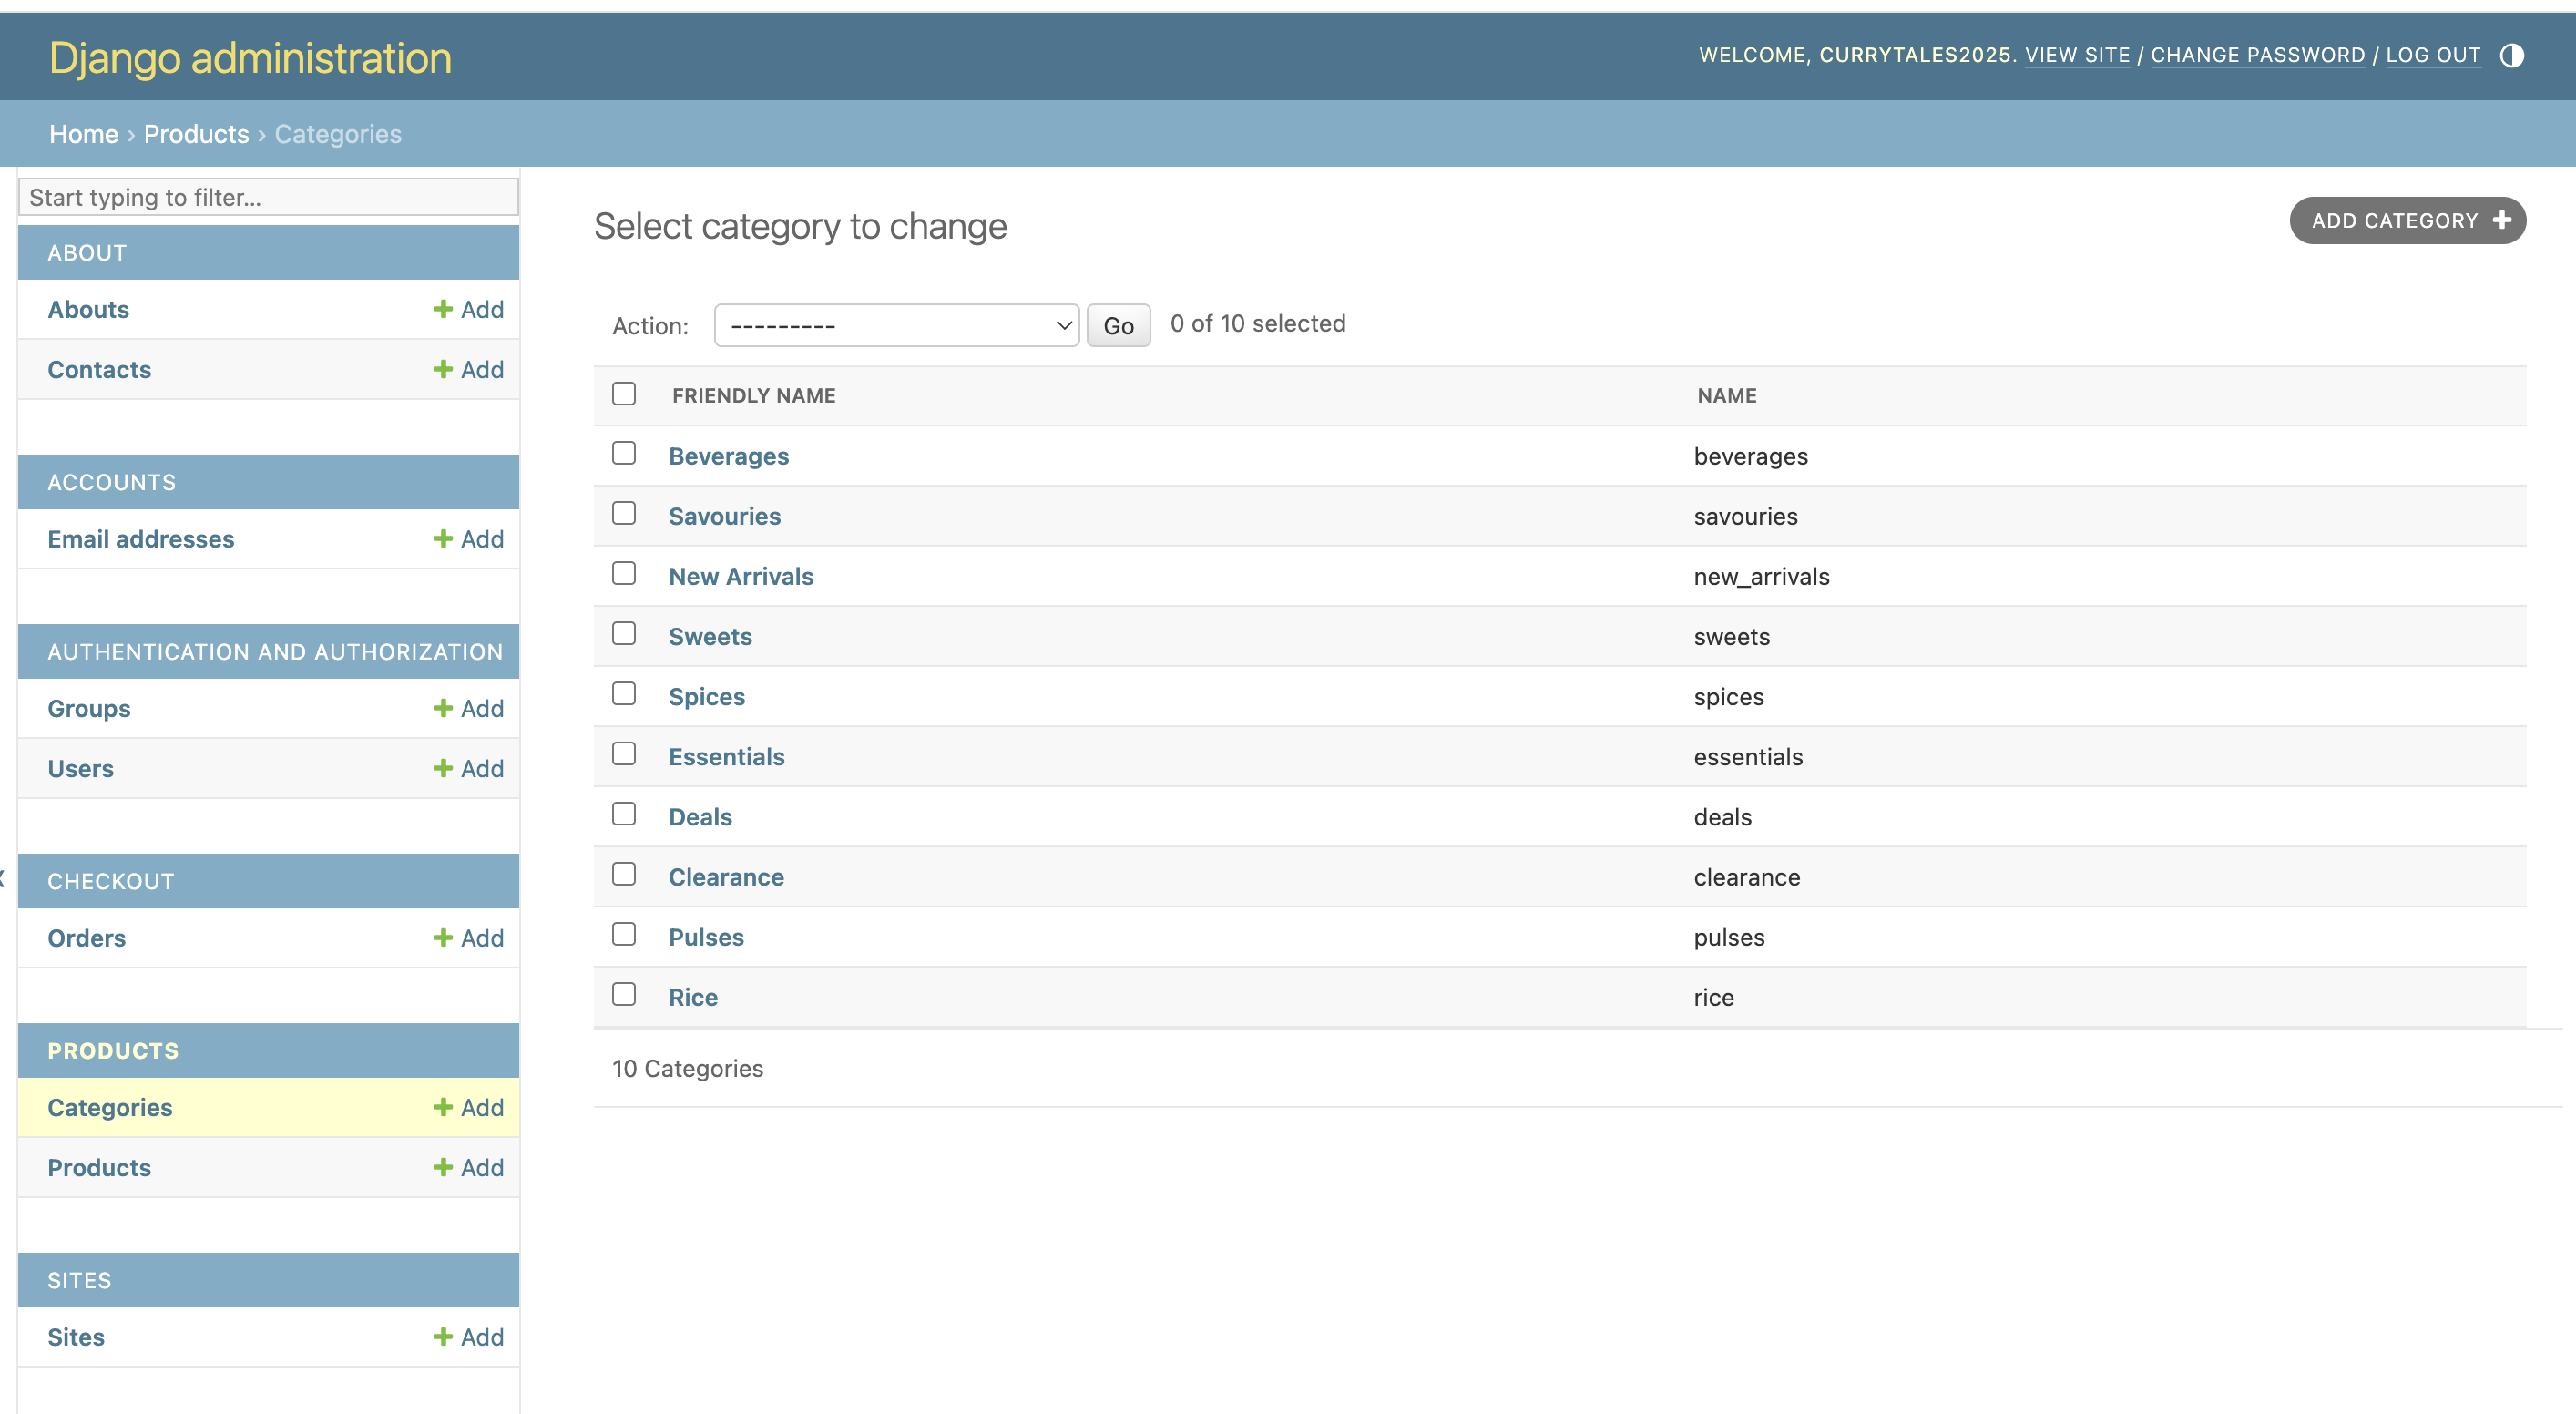 Django administration
WELCOME, CURRYTALES2025. VIEW SITE / CHANGE PASSWORD / LOG OUT
Home › Products › Categories
Start typing to filter...
ABOUT
Abouts + Add
Contacts + Add
ACCOUNTS
Email addresses + Add
AUTHENTICATION AND AUTHORIZATION
Groups + Add
Users + Add
CHECKOUT
Orders + Add
PRODUCTS
Categories + Add
Products + Add
SITES
Sites + Add
Select category to change
ADD CATEGORY +
Action: --------- Go 0 of 10 selected
FRIENDLY NAME NAME
Beverages beverages
Savouries savouries
New Arrivals new_arrivals
Sweets sweets
Spices spices
Essentials essentials
Deals deals
Clearance clearance
Pulses pulses
Rice rice
10 Categories